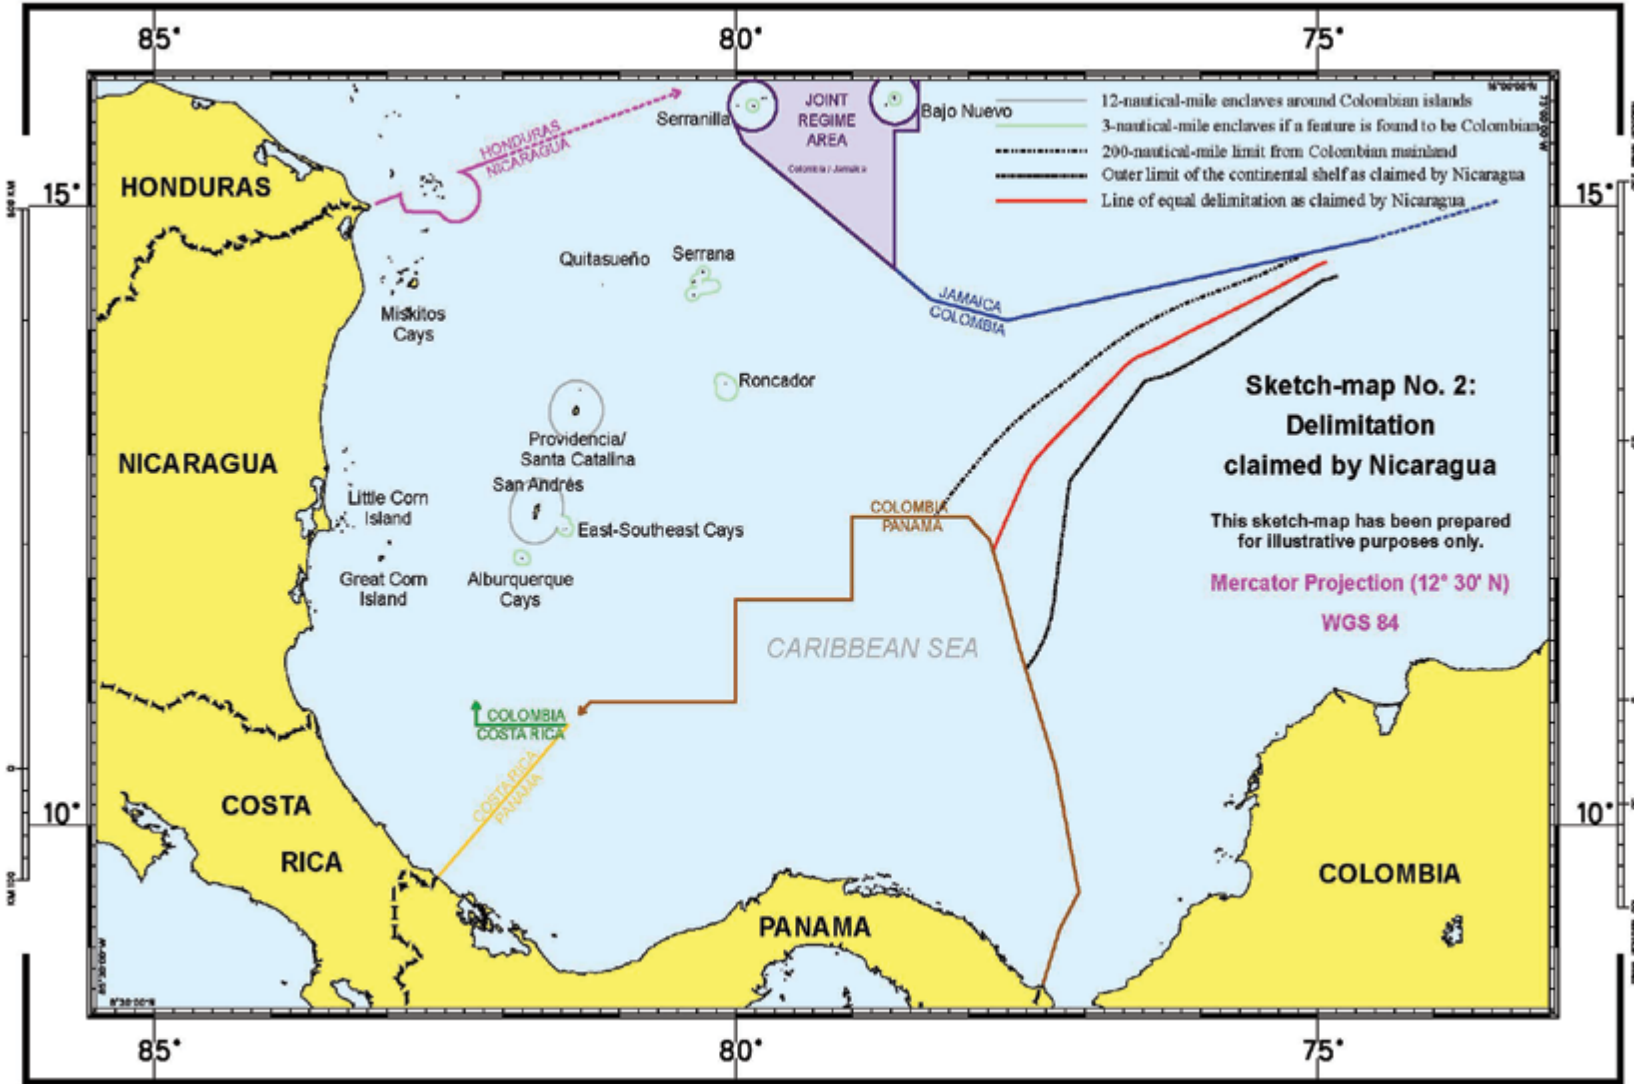 85°
80°
75°
16°00'00"N
JOINT
REGIME
AREA
Colombia / Jamaica
Serranilla
Bajo Nuevo
12-nautical-mile enclaves around Colombian islands
3-nautical-mile enclaves if a feature is found to be Colombian
200-nautical-mile limit from Colombian mainland
Outer limit of the continental shelf as claimed by Nicaragua
Line of equal delimitation as claimed by Nicaragua
HONDURAS
NICARAGUA
HONDURAS
15°
15°
Quitasueño
Serrana
Miskitos
Cays
JAMAICA
COLOMBIA
Roncador
Sketch-map No. 2:
Delimitation
claimed by Nicaragua
Providencia/
Santa Catalina
NICARAGUA
San Andrés
Little Corn
Island
COLOMBIA
PANAMA
East-Southeast Cays
This sketch-map has been prepared
for illustrative purposes only.
Great Corn
Island
Alburquerque
Cays
Mercator Projection (12° 30' N)
WGS 84
CARIBBEAN SEA
COLOMBIA
COSTA RICA
COSTA RICA
PANAMA
COSTA
RICA
10°
10°
COLOMBIA
PANAMA
85°
80°
75°